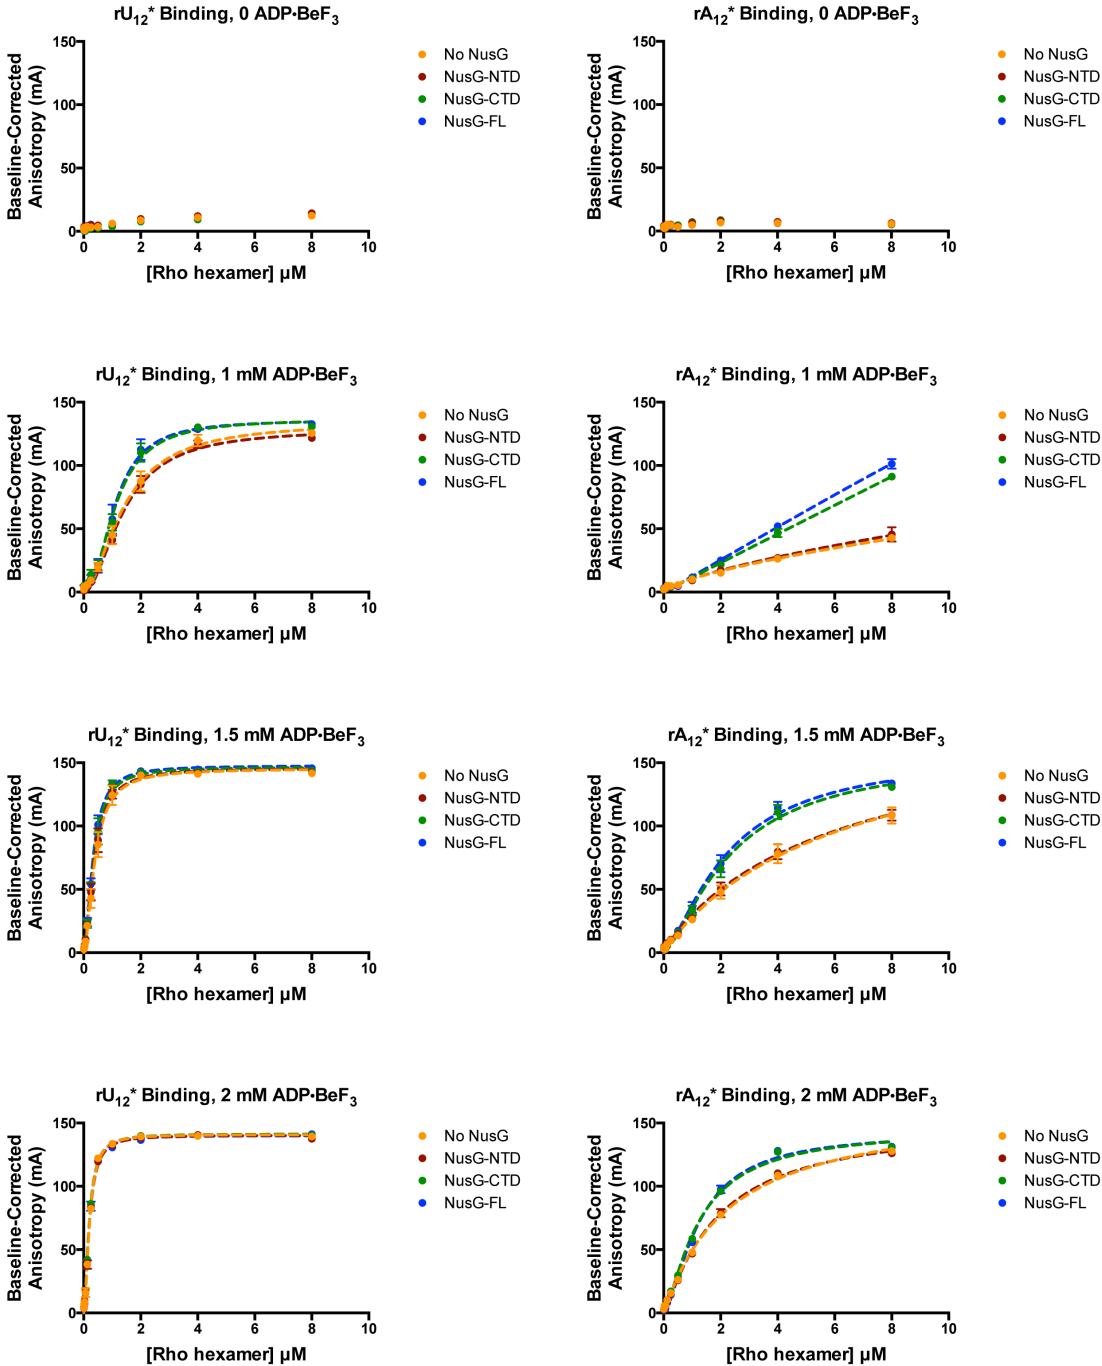 rU12* Binding, 0 ADP•BeF3
Baseline-Corrected
Anisotropy (mA)
150
100
50
0
0 2 4 6 8 10
[Rho hexamer] µM
No NusG
NusG-NTD
NusG-CTD
NusG-FL
rA12* Binding, 0 ADP•BeF3
Baseline-Corrected
Anisotropy (mA)
150
100
50
0
0 2 4 6 8 10
[Rho hexamer] µM
No NusG
NusG-NTD
NusG-CTD
NusG-FL
rU12* Binding, 1 mM ADP•BeF3
Baseline-Corrected
Anisotropy (mA)
150
100
50
0
0 2 4 6 8 10
[Rho hexamer] µM
No NusG
NusG-NTD
NusG-CTD
NusG-FL
rA12* Binding, 1 mM ADP•BeF3
Baseline-Corrected
Anisotropy (mA)
150
100
50
0
0 2 4 6 8 10
[Rho hexamer] µM
No NusG
NusG-NTD
NusG-CTD
NusG-FL
rU12* Binding, 1.5 mM ADP•BeF3
Baseline-Corrected
Anisotropy (mA)
150
100
50
0
0 2 4 6 8 10
[Rho hexamer] µM
No NusG
NusG-NTD
NusG-CTD
NusG-FL
rA12* Binding, 1.5 mM ADP•BeF3
Baseline-Corrected
Anisotropy (mA)
150
100
50
0
0 2 4 6 8 10
[Rho hexamer] µM
No NusG
NusG-NTD
NusG-CTD
NusG-FL
rU12* Binding, 2 mM ADP•BeF3
Baseline-Corrected
Anisotropy (mA)
150
100
50
0
0 2 4 6 8 10
[Rho hexamer] µM
No NusG
NusG-NTD
NusG-CTD
NusG-FL
rA12* Binding, 2 mM ADP•BeF3
Baseline-Corrected
Anisotropy (mA)
150
100
50
0
0 2 4 6 8 10
[Rho hexamer] µM
No NusG
NusG-NTD
NusG-CTD
NusG-FL